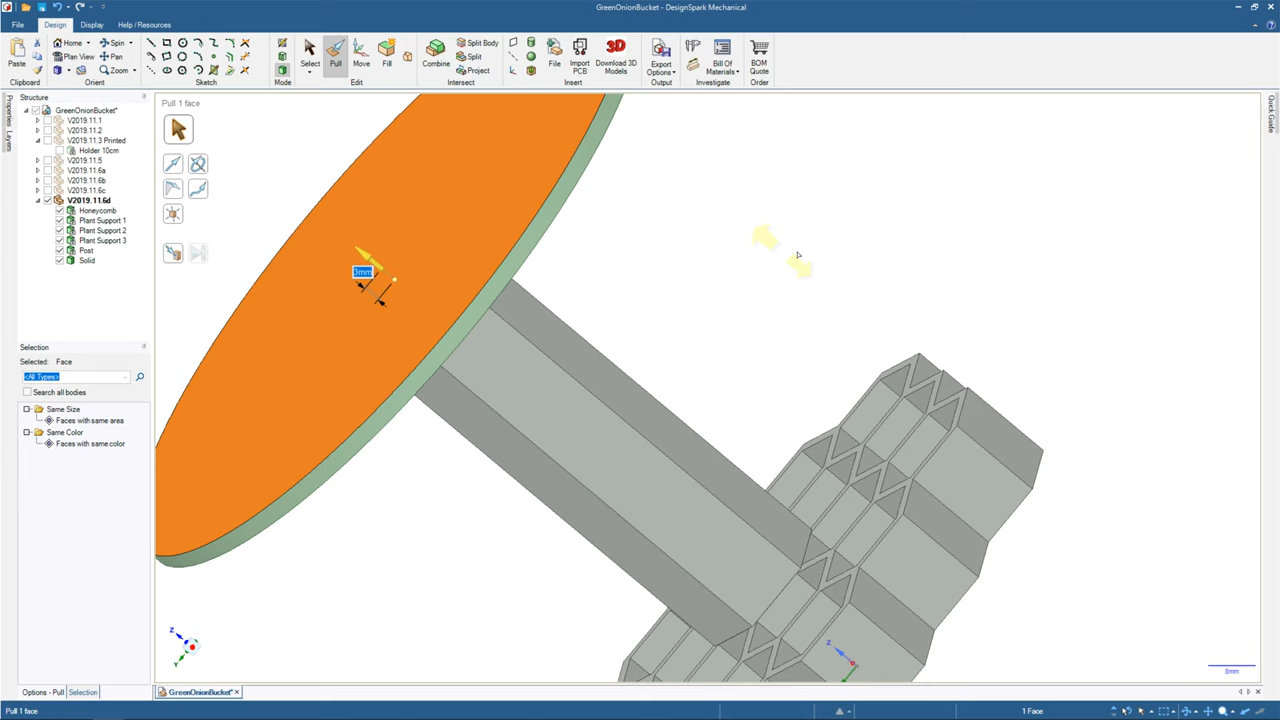 GreenOnionBucket - DesignSpark Mechanical
File
Design
Display
Help / Resources
Paste
Home
Spin
Plan View
Pan
Zoom
Select
Pull
Move
Fill
Combine
Split Body
Split
Project
File
Import PCB
Download 3D Models
Export Options
Bill Of Materials
BOM Quote
Clipboard
Orient
Sketch
Mode
Edit
Intersect
Insert
Output
Investigate
Order
Properties
Layers
Structure
GreenOnionBucket*
V2019.11.1
V2019.11.2
V2019.11.3 Printed
Holder 10cm
V2019.11.5
V2019.11.6a
V2019.11.6b
V2019.11.6c
V2019.11.6d
Honeycomb
Plant Support 1
Plant Support 2
Plant Support 3
Post
Solid
Selection
Selected: Face
<All Types>
Search all bodies
Same Size
Faces with same area
Same Color
Faces with same color
Options - Pull
Selection
Pull 1 face
3mm
Quick Guide
Z
Y
Z
8mm
GreenOnionBucket*
Pull 1 face
1 Face